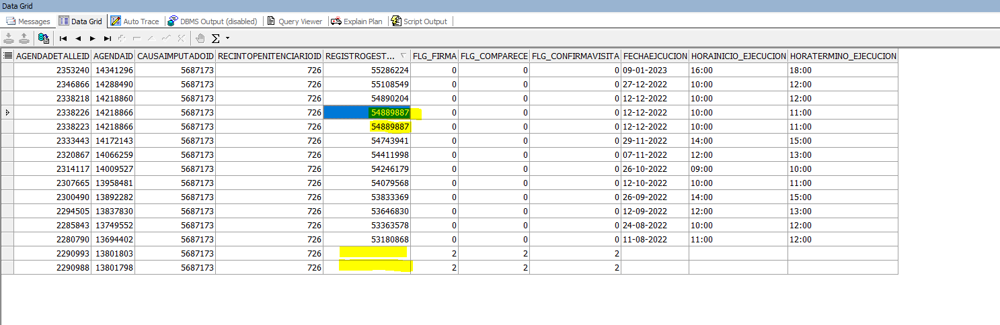 Data Grid
Messages Data Grid Auto Trace DBMS Output (disabled) Query Viewer Explain Plan Script Output
AGENDADETALLEID AGENDAID CAUSAIMPUTADOID RECINTOPENITENCIARIOID REGISTROGEST... FLG_FIRMA FLG_COMPARECE FLG_CONFIRMAVISITA FECHAEJCUCION HORAINICIO_EJECUCION HORATERMINO_EJECUCION
2353240 14341296 5687173 726 55286224 0 0 0 09-01-2023 16:00 18:00
2346866 14288490 5687173 726 55108549 0 0 0 27-12-2022 10:00 12:00
2338218 14218860 5687173 726 54890204 0 0 0 12-12-2022 10:00 12:00
2338226 14218866 5687173 726 54889887 0 0 0 12-12-2022 10:00 11:00
2338223 14218866 5687173 726 54889887 0 0 0 12-12-2022 10:00 11:00
2333443 14172143 5687173 726 54743941 0 0 0 29-11-2022 14:00 15:00
2320867 14066259 5687173 726 54411998 0 0 0 07-11-2022 12:00 13:00
2314117 14009527 5687173 726 54246179 0 0 0 26-10-2022 09:00 10:00
2307665 13958481 5687173 726 54079568 0 0 0 12-10-2022 10:00 11:00
2300490 13892282 5687173 726 53833369 0 0 0 26-09-2022 14:00 15:00
2294505 13837830 5687173 726 53646830 0 0 0 12-09-2022 12:00 13:00
2285843 13749552 5687173 726 53363578 0 0 0 24-08-2022 10:00 12:00
2280790 13694402 5687173 726 53180868 0 0 0 11-08-2022 11:00 12:00
2290993 13801803 5687173 726 2 2 2
2290988 13801798 5687173 726 2 2 2